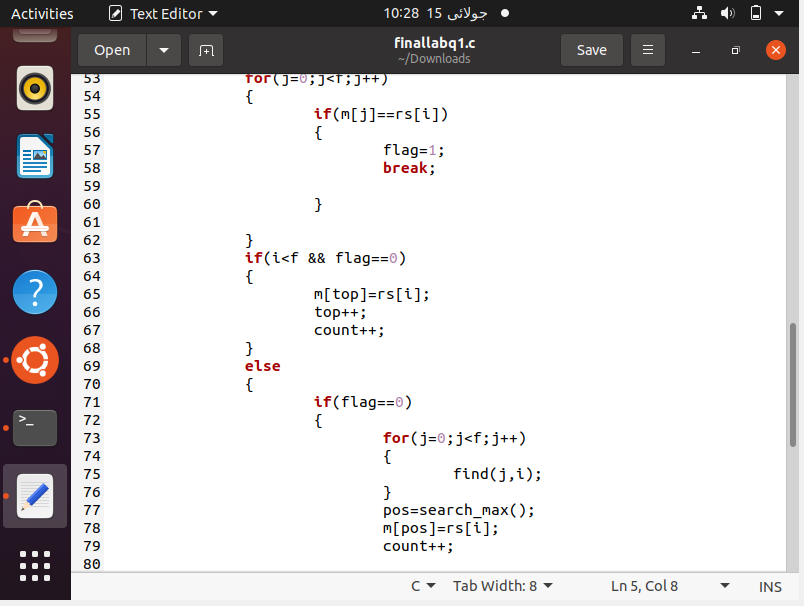 Activities Text Editor 10:28 15 جولائی
Open finallabq1.c Save
~/Downloads
53 for(j=0;j<f;j++)
54 {
55 if(m[j]==rs[i])
56 {
57 flag=1;
58 break;
59
60 }
61
62 }
63 if(i<f && flag==0)
64 {
65 m[top]=rs[i];
66 top++;
67 count++;
68 }
69 else
70 {
71 if(flag==0)
72 {
73 for(j=0;j<f;j++)
74 {
75 find(j,i);
76 }
77 pos=search_max();
78 m[pos]=rs[i];
79 count++;
80
C Tab Width: 8 Ln 5, Col 8 INS